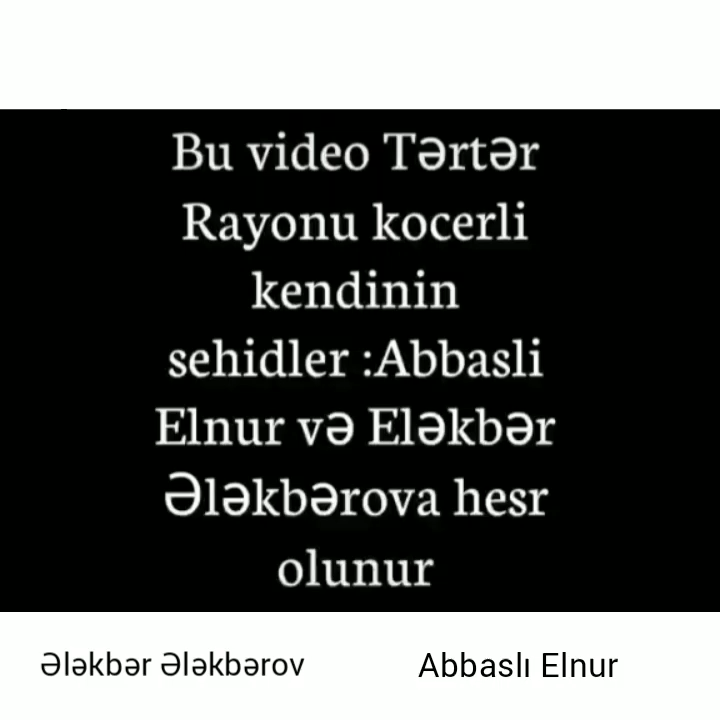 Bu video Tərtər
Rayonu kocerli
kendinin
sehidler :Abbasli
Elnur və Eləkbər
Ələkbərova hesr
olunur
Ələkbər Ələkbərov
Abbaslı Elnur